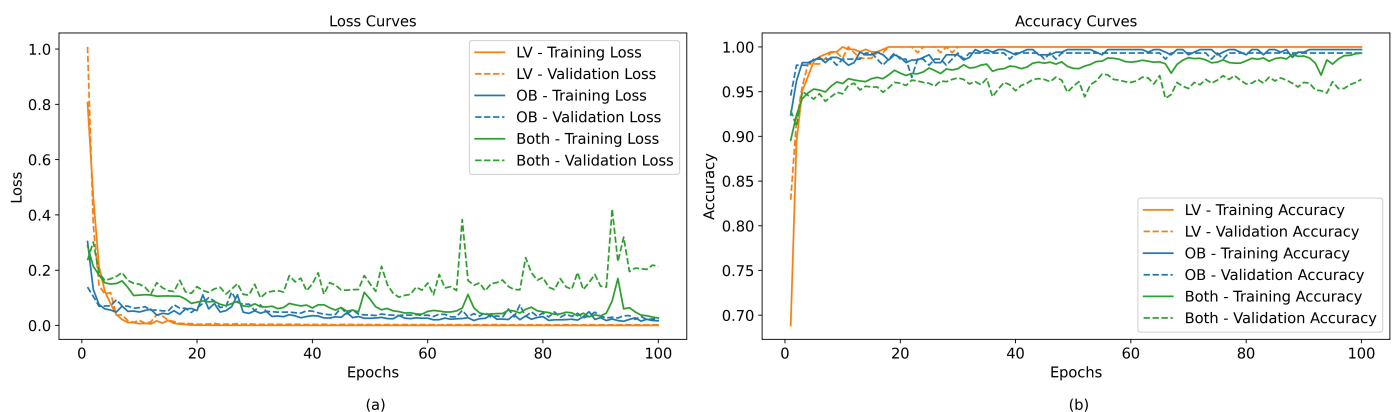 Loss Curves
1.0
0.8
0.6
0.4
0.2
0.0
Loss
LV - Training Loss
LV - Validation Loss
OB - Training Loss
OB - Validation Loss
Both - Training Loss
Both - Validation Loss
0 20 40 60 80 100
Epochs
(a)
Accuracy Curves
1.00
0.95
0.90
0.85
0.80
0.75
0.70
Accuracy
LV - Training Accuracy
LV - Validation Accuracy
OB - Training Accuracy
OB - Validation Accuracy
Both - Training Accuracy
Both - Validation Accuracy
0 20 40 60 80 100
Epochs
(b)